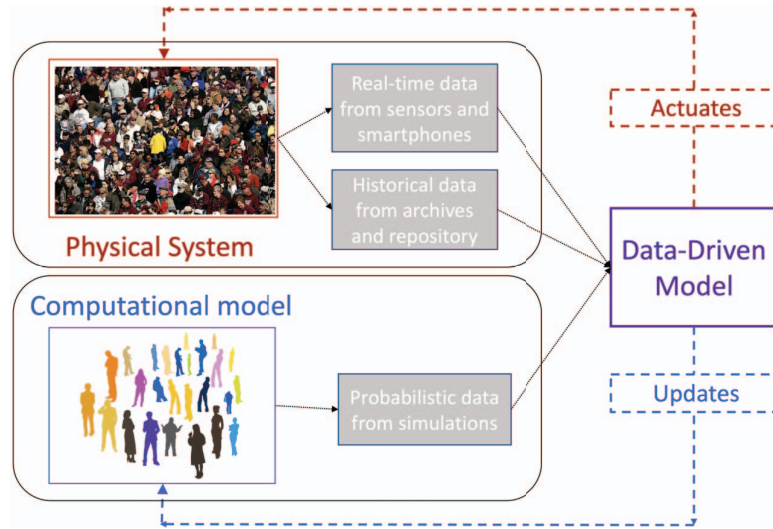 Real-time data
from sensors and
smartphones
Actuates
Historical data
from archives
and repository
Physical System
Data-Driven
Model
Computational model
Probabilistic data
from simulations
Updates